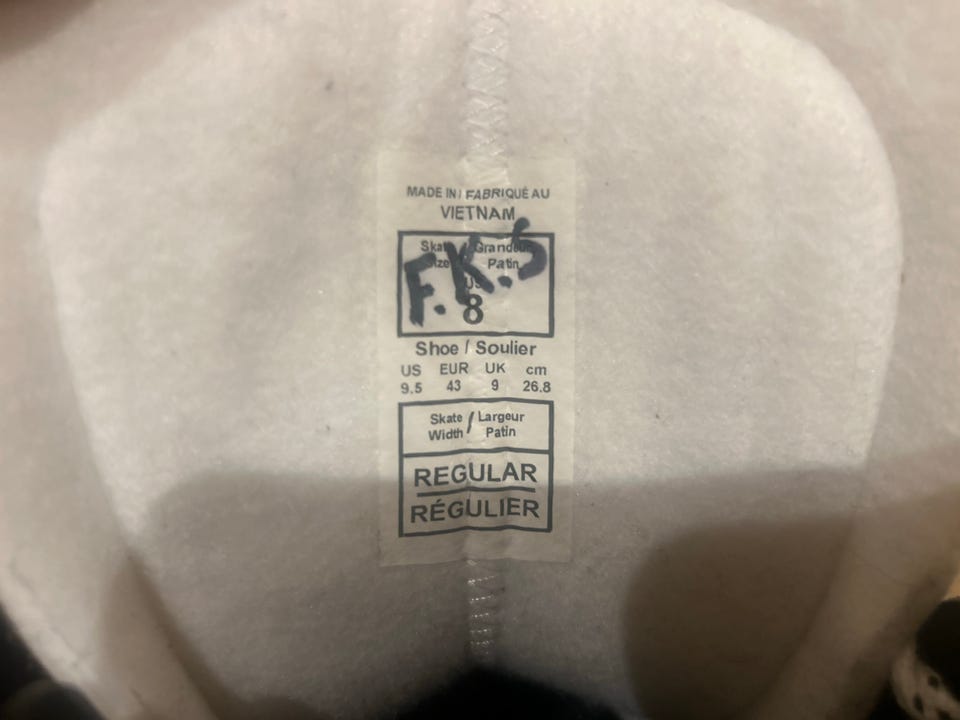 MADE IN / FABRIQUÉ AU
VIETNAM
Skate Size / Grandeur Patin
F.K.S
US
8
Shoe / Soulier
US EUR UK cm
9.5 43 9 26.8
Skate / Largeur
Width Patin
REGULAR
RÉGULIER